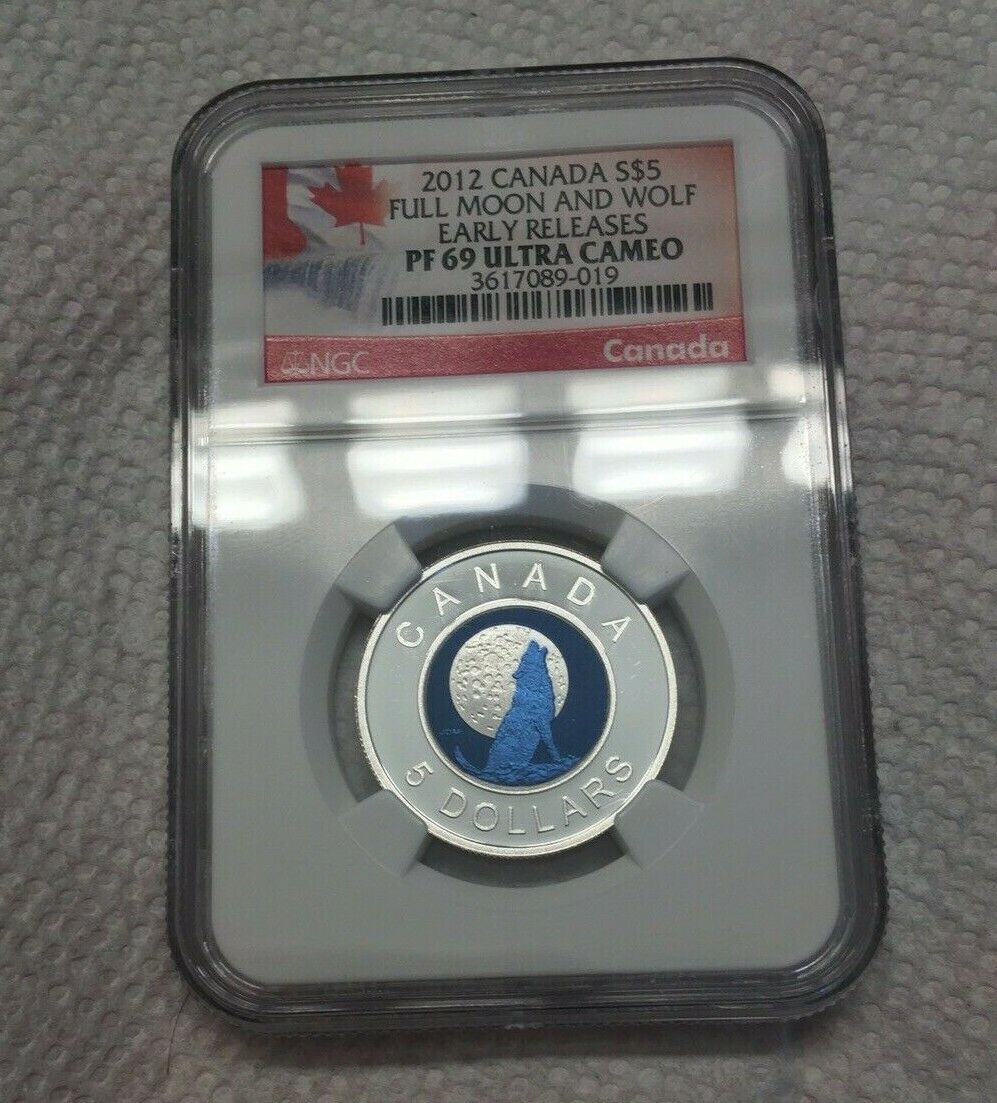 2012 CANADA S$5
FULL MOON AND WOLF
EARLY RELEASES
PF 69 ULTRA CAMEO
3617089-019
NGC
Canada
CANADA
5 DOLLARS